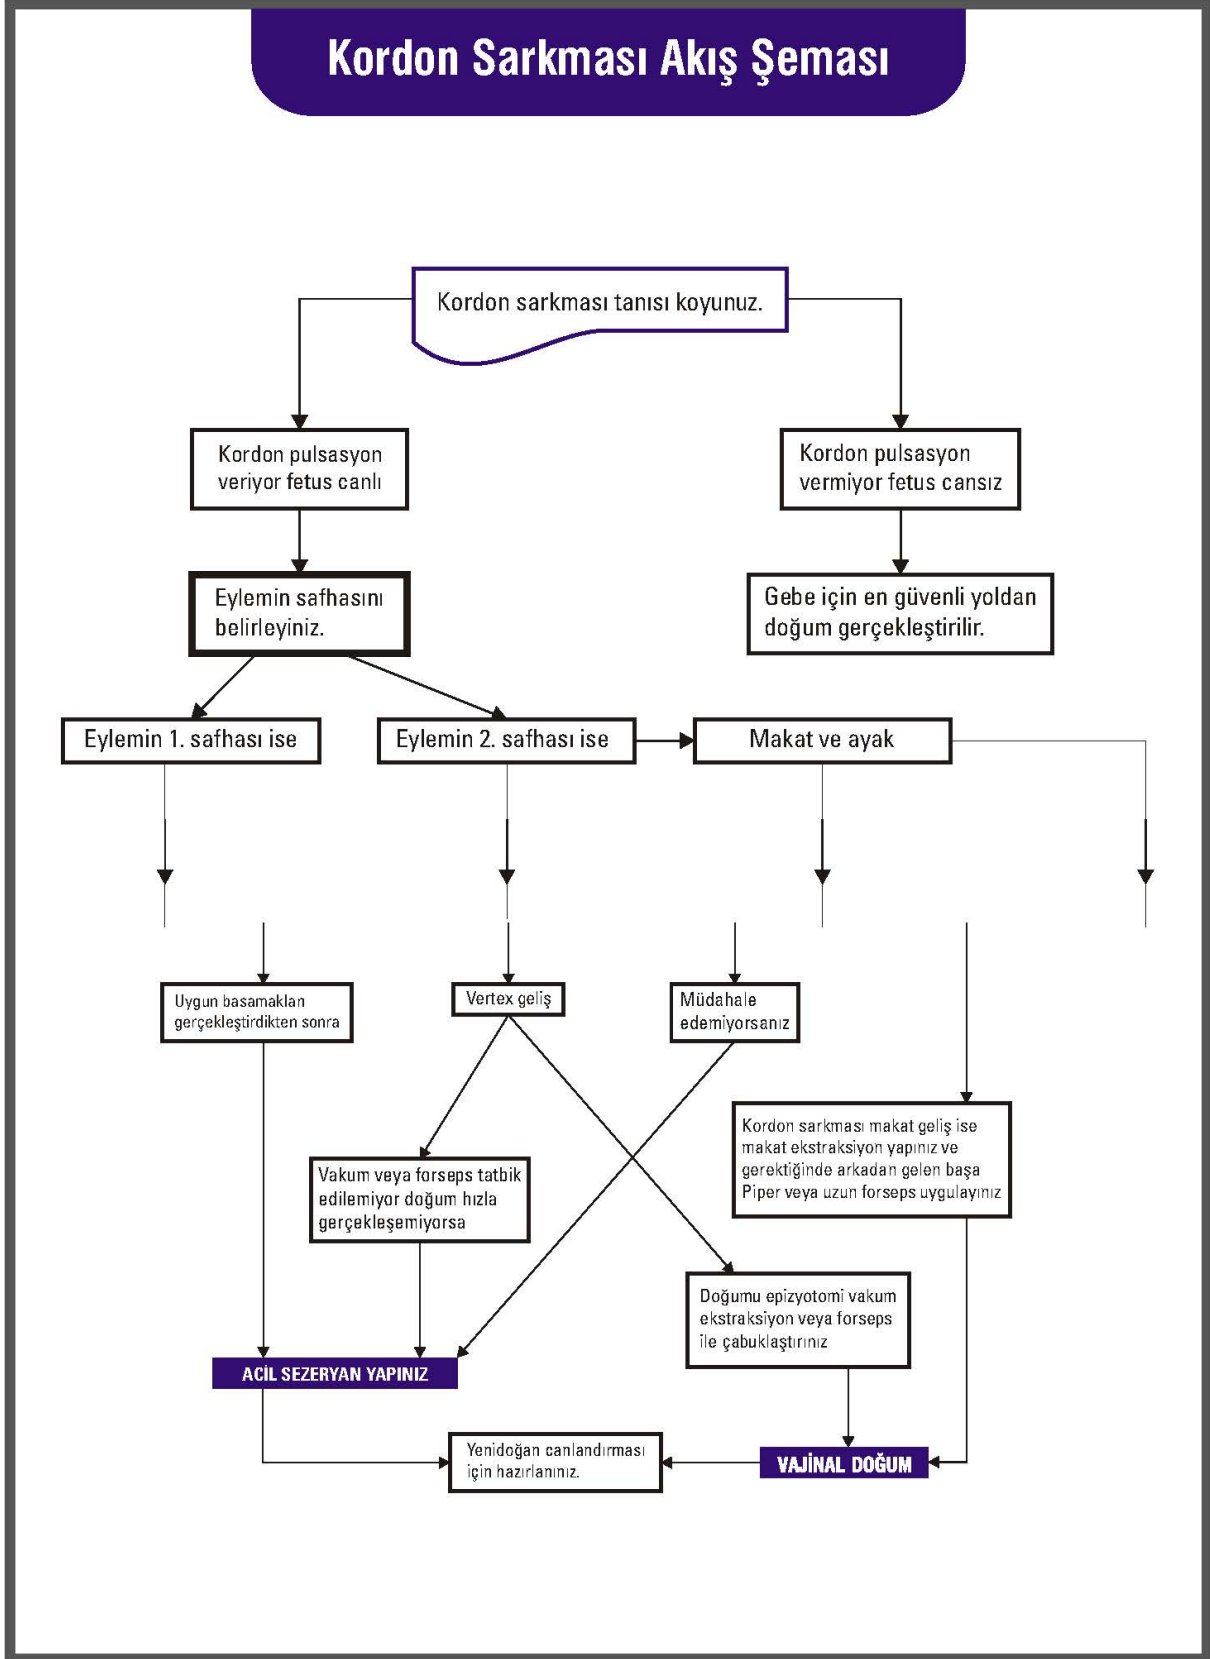 Kordon Sarkması Akış Şeması
Kordon sarkması tanısı koyunuz.
Kordon pulsasyon
veriyor fetus canlı
Kordon pulsasyon
vermiyor fetus cansız
Eylemin safhasını
belirleyiniz.
Gebe için en güvenli yoldan
doğum gerçekleştirilir.
Eylemin 1. safhası ise
Eylemin 2. safhası ise
Makat ve ayak
Uygun basamakları
gerçekleştirdikten sonra
Vertex geliş
Müdahale
edemiyorsanız
Vakum veya forseps tatbik
edilemiyor doğum hızla
gerçekleşemiyorsa
Kordon sarkması makat geliş ise
makat ekstraksiyon yapınız ve
gerektiğinde arkadan gelen başa
Piper veya uzun forseps uygulayınız
Doğumu epizyotomi vakum
ekstraksiyon veya forseps
ile çabuklaştırınız
ACİL SEZERYAN YAPINIZ
Yenidoğan canlandırması
için hazırlanınız.
VAJİNAL DOĞUM